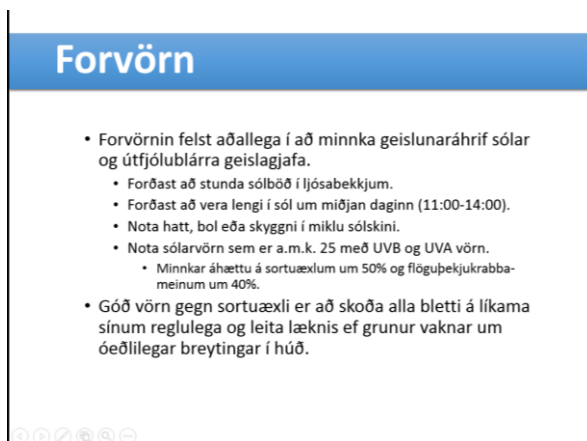 Forvörn
• Forvörnin felst aðallega í að minnka geislunaráhrif sólar
og útfjólublárra geislagjafa.
• Forðast að stunda sólböð í ljósabekkjum.
• Forðast að vera lengi í sól um miðjan daginn (11:00-14:00).
• Nota hatt, bol eða skyggni í miklu sólskini.
• Nota sólarvörn sem er a.m.k. 25 með UVB og UVA vörn.
• Minnkar áhættu á sortuæxlum um 50% og flöguþekjukrabba-
meinum um 40%.
• Góð vörn gegn sortuæxli er að skoða alla bletti á líkama
sínum reglulega og leita læknis ef grunur vaknar um
óeðlilegar breytingar í húð.